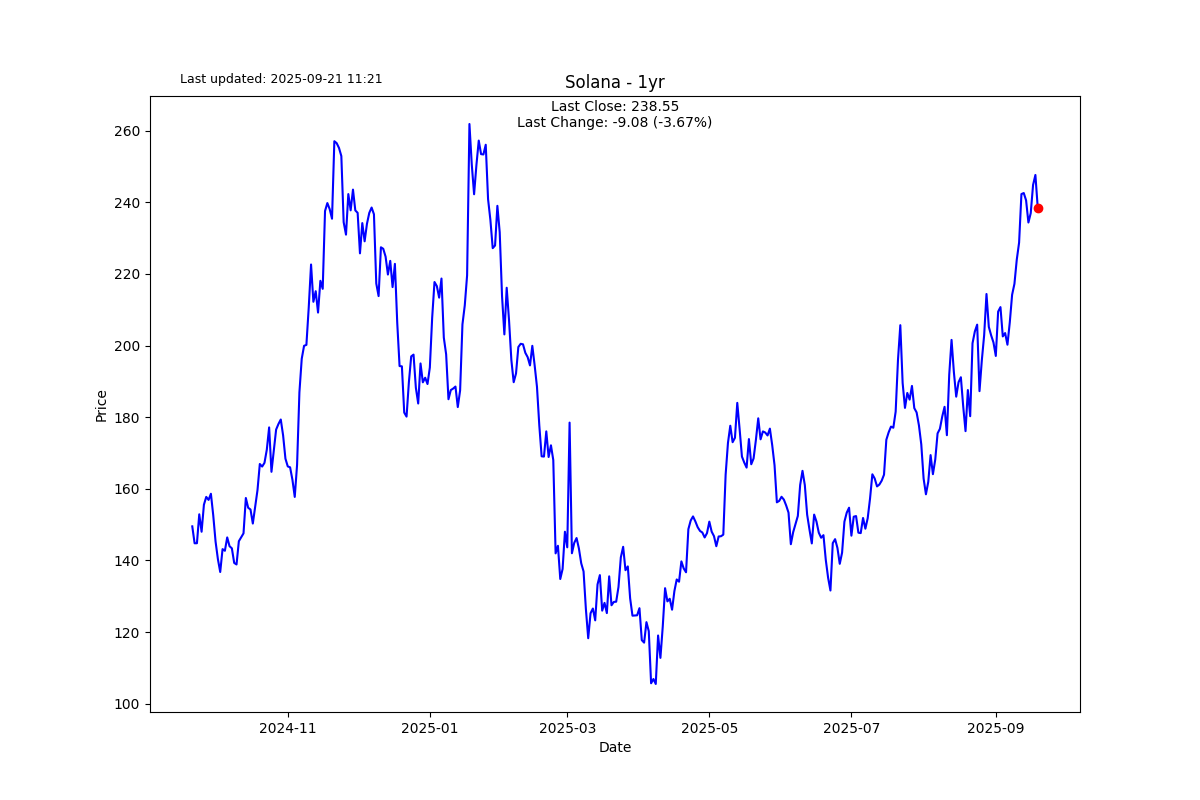 Last updated: 2025-09-21 11:21
Solana - 1yr
Last Close: 238.55
Last Change: -9.08 (-3.67%)
260
240
220
200
180
160
140
120
100
Price
2024-11
2025-01
2025-03
2025-05
2025-07
2025-09
Date